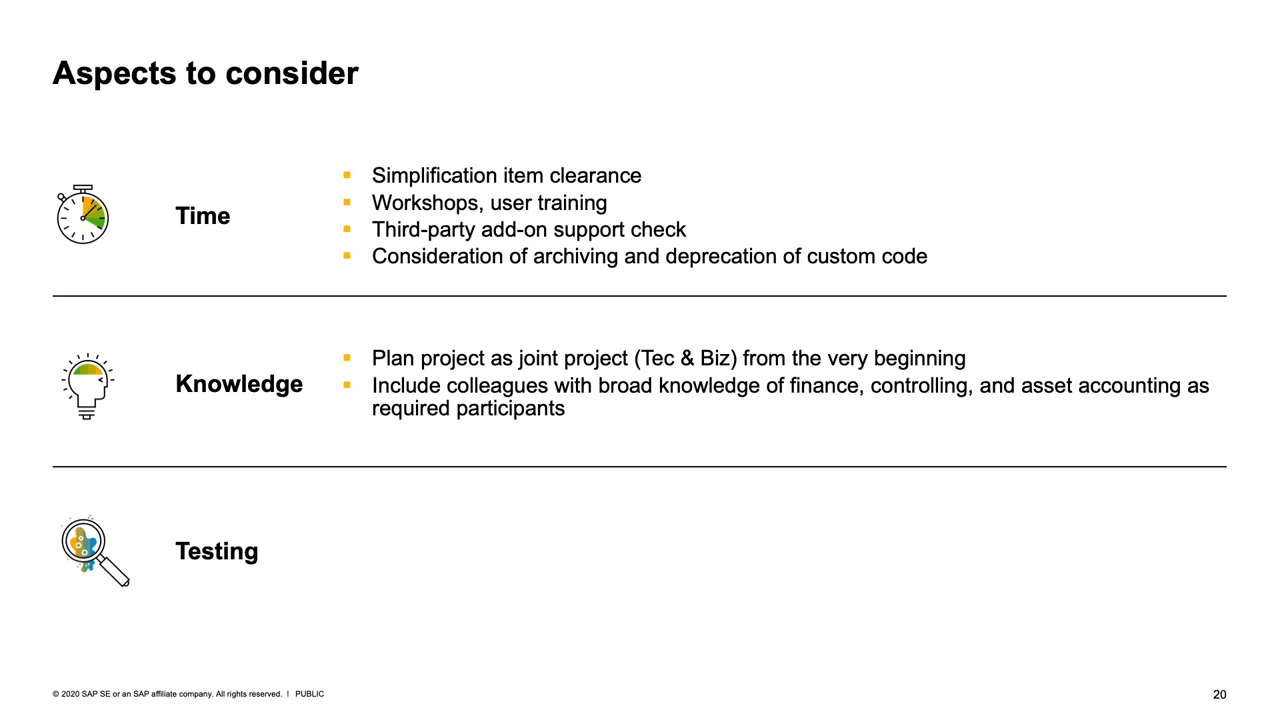 Aspects to consider
Time
▪ Simplification item clearance
▪ Workshops, user training
▪ Third-party add-on support check
▪ Consideration of archiving and deprecation of custom code
Knowledge
▪ Plan project as joint project (Tec & Biz) from the very beginning
▪ Include colleagues with broad knowledge of finance, controlling, and asset accounting as
required participants
Testing
© 2020 SAP SE or an SAP affiliate company. All rights reserved. | PUBLIC
20